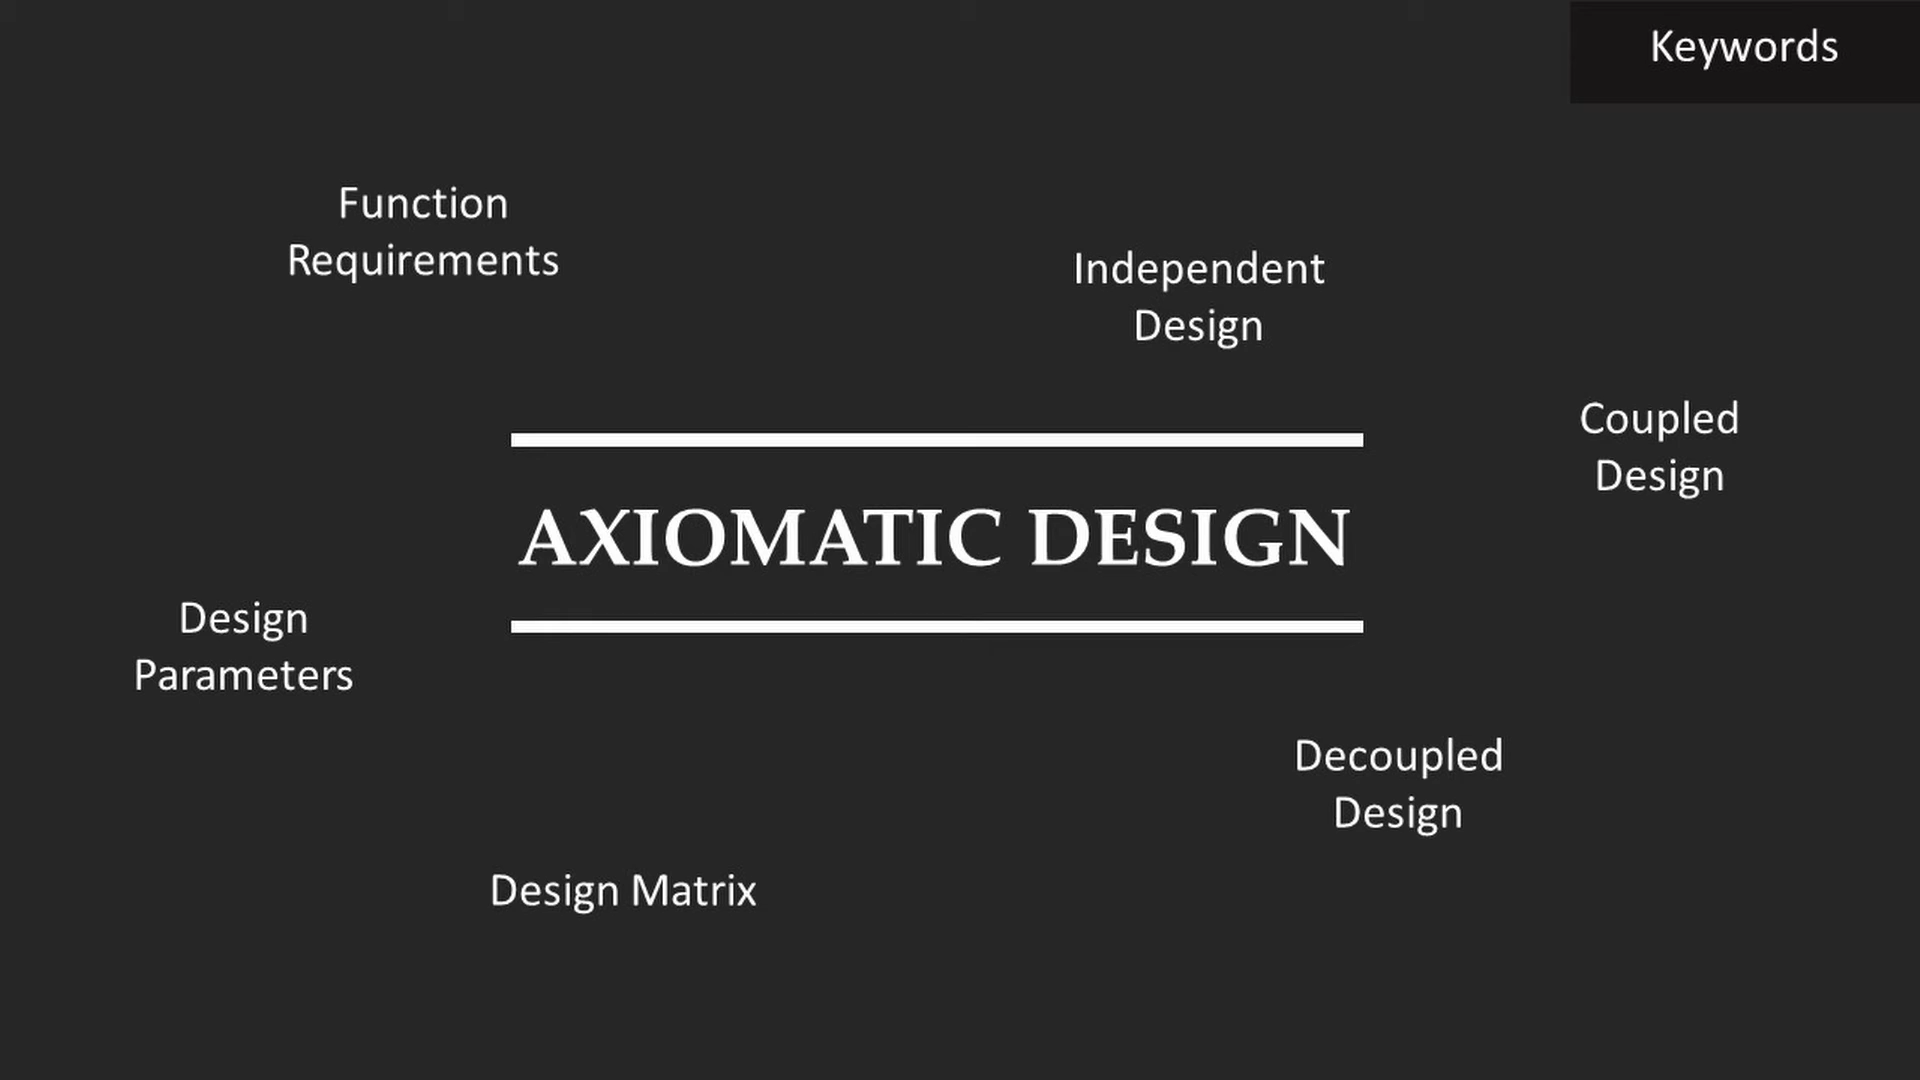 Keywords
Function
Requirements
Independent
Design
Coupled
Design
AXIOMATIC DESIGN
Design
Parameters
Decoupled
Design
Design Matrix